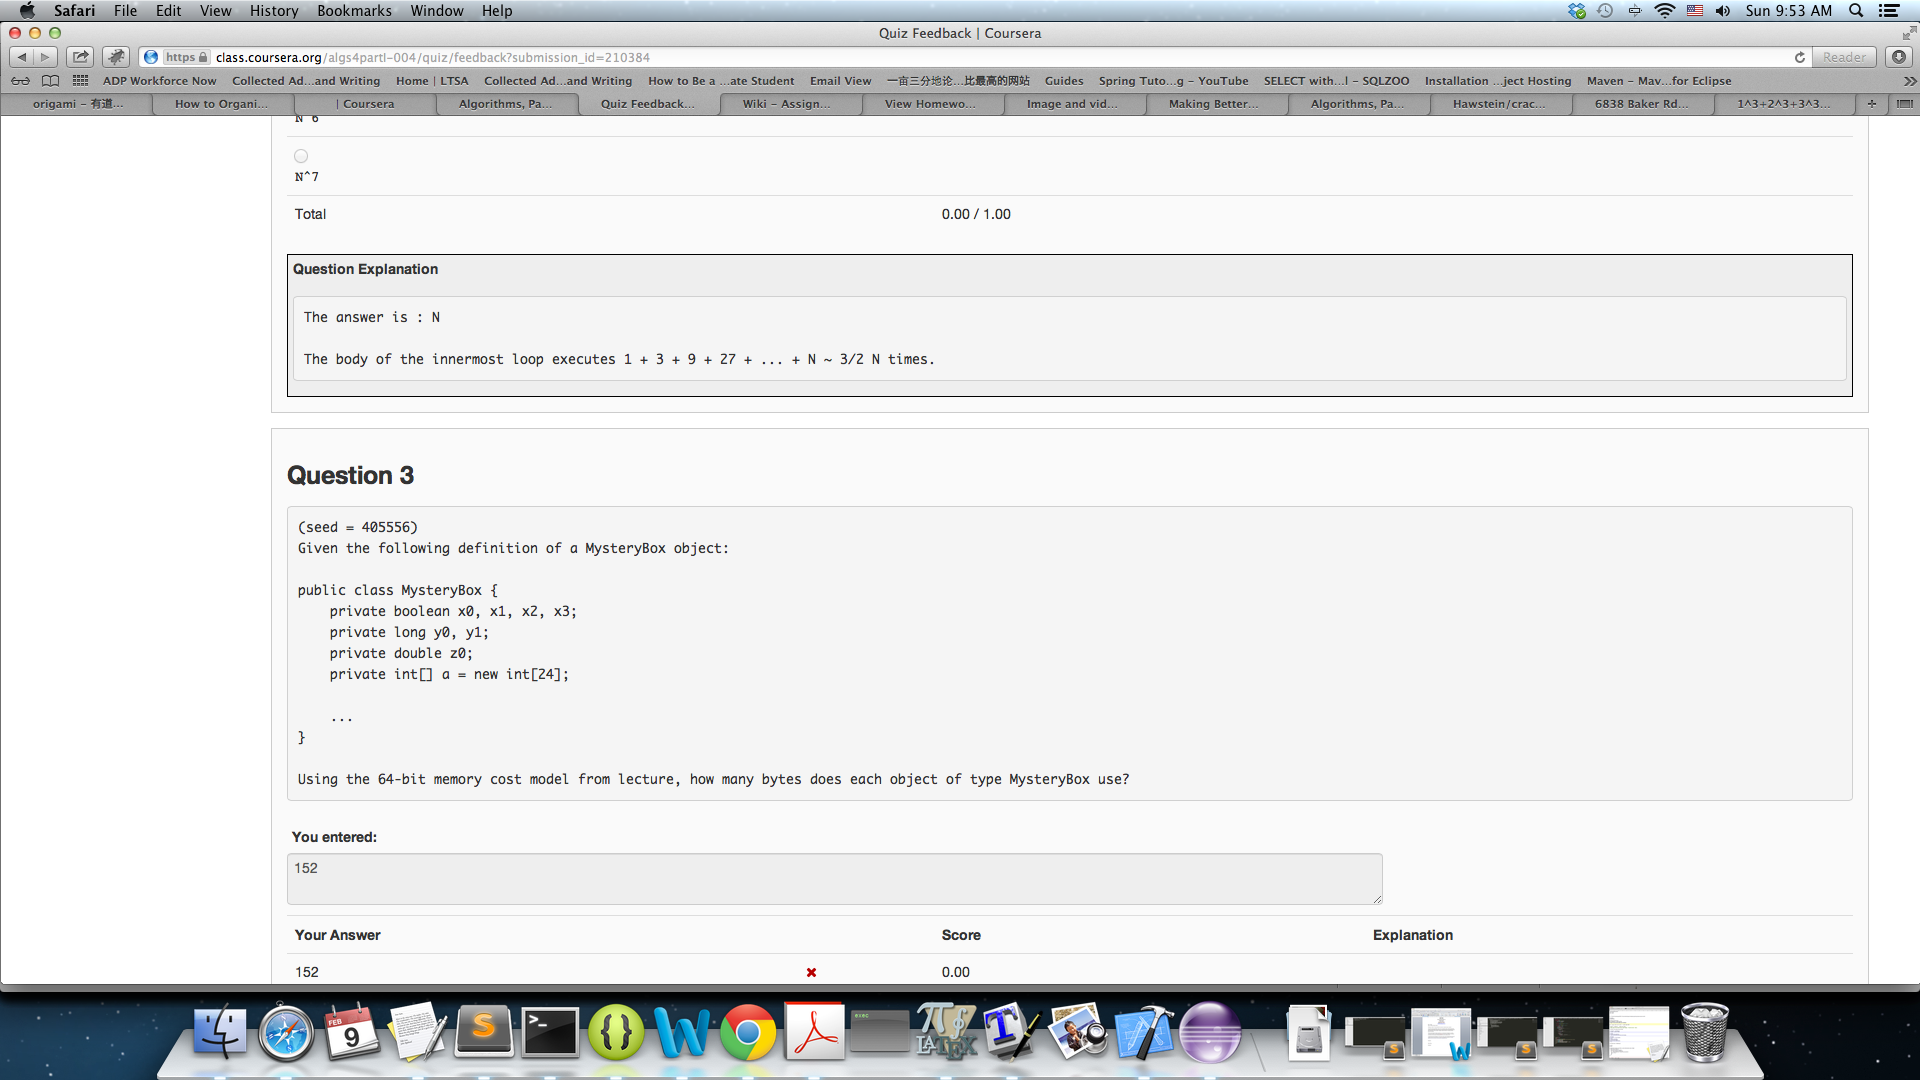 Safari File Edit View History Bookmarks Window Help Sun 9:53 AM
Quiz Feedback | Coursera
https class.coursera.org/algs4partI-004/quiz/feedback?submission_id=210384 Reader
ADP Workforce Now Collected Ad...and Writing Home | LTSA Collected Ad...and Writing How to Be a ...ate Student Email View 一亩三分地论...比最高的网站 Guides Spring Tuto...g - YouTube SELECT with...l - SQLZOO Installation ...ject Hosting Maven - Mav...for Eclipse
origami - 有道... How to Organi... | Coursera Algorithms, Pa... Quiz Feedback... Wiki - Assign... View Homewo... Image and vid... Making Better... Algorithms, Pa... Hawstein/crac... 6838 Baker Rd... 1^3+2^3+3^3...
N^6
N^7
Total 0.00 / 1.00
Question Explanation
The answer is : N
The body of the innermost loop executes 1 + 3 + 9 + 27 + ... + N ~ 3/2 N times.
Question 3
(seed = 405556)
Given the following definition of a MysteryBox object:
public class MysteryBox {
private boolean x0, x1, x2, x3;
private long y0, y1;
private double z0;
private int[] a = new int[24];
...
}
Using the 64-bit memory cost model from lecture, how many bytes does each object of type MysteryBox use?
You entered:
152
Your Answer Score Explanation
152 0.00
FEB
9